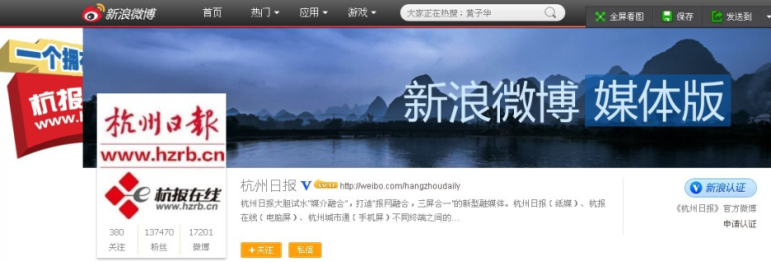 新浪微博 首页 热门 应用 游戏 大家正在热搜：黄子华 全屏看图 保存 发送到
一个拥
杭报
www.h
新浪微博 媒体版
杭州日报
www.hzrb.cn
e 杭报在线
www.hzrb.cn
380 137470 17201
关注 粉丝 微博
杭州日报 V http://weibo.com/hangzhoudaily
杭州日报大胆试水"媒介融合"，打造"报网融合，三屏合一"的新型融媒体。杭州日报（纸媒）、杭报
在线（电脑屏）、杭州城市通（手机屏）不同终端之间的...
+关注 私信
V 新浪认证
《杭州日报》官方微博
申请认证